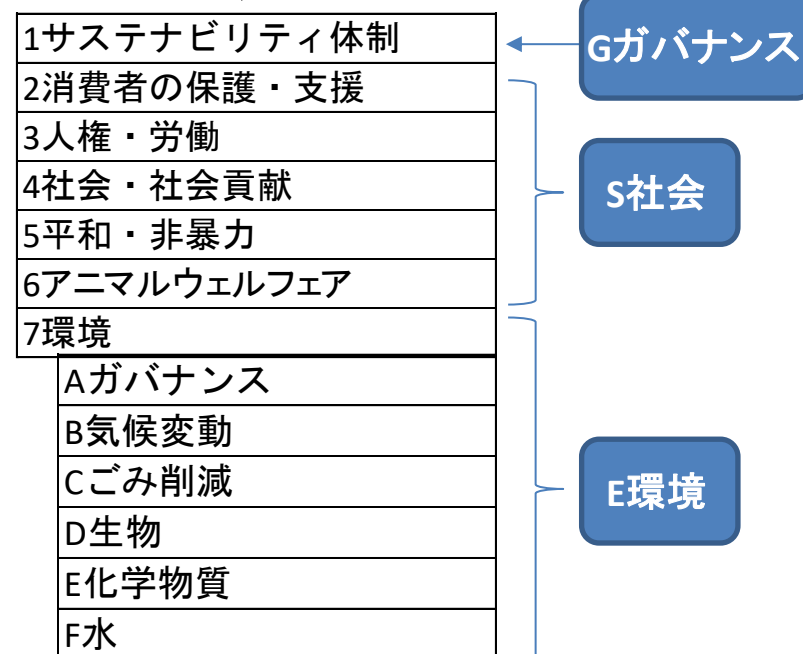 1サステナビリティ体制
Gガバナンス
2消費者の保護・支援
3人権・労働
4社会・社会貢献
S社会
5平和・非暴力
6アニマルウェルフェア
7環境
Aガバナンス
B気候変動
Cごみ削減
E環境
D生物
E化学物質
F水